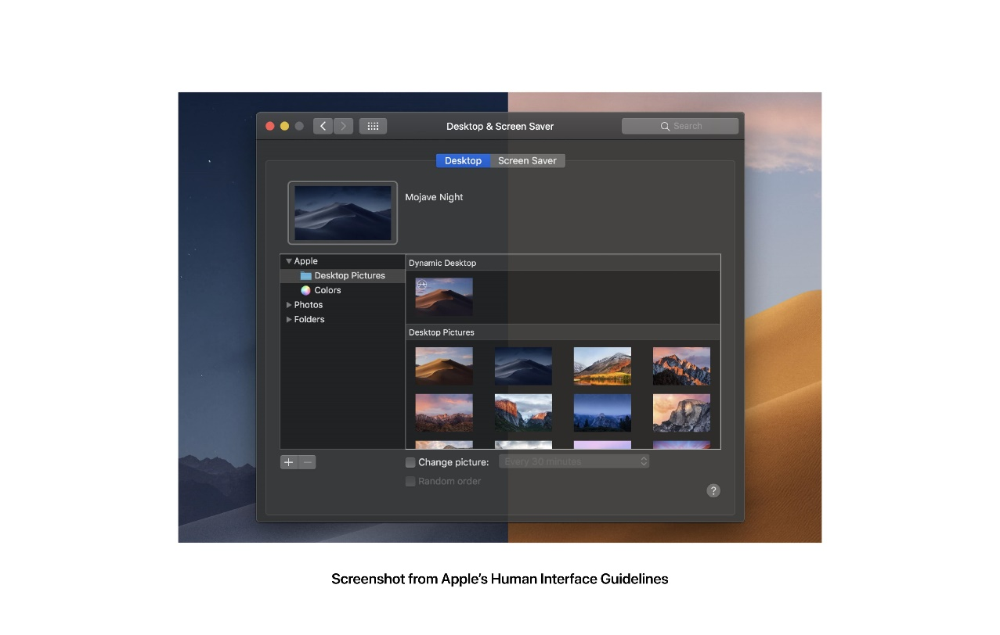 Desktop & Screen Saver
Search
Desktop
Screen Saver
Mojave Night
Apple
Desktop Pictures
Colors
Photos
Folders
Dynamic Desktop
Desktop Pictures
Change picture:
Every 30 minutes
Random order
?
Screenshot from Apple’s Human Interface Guidelines